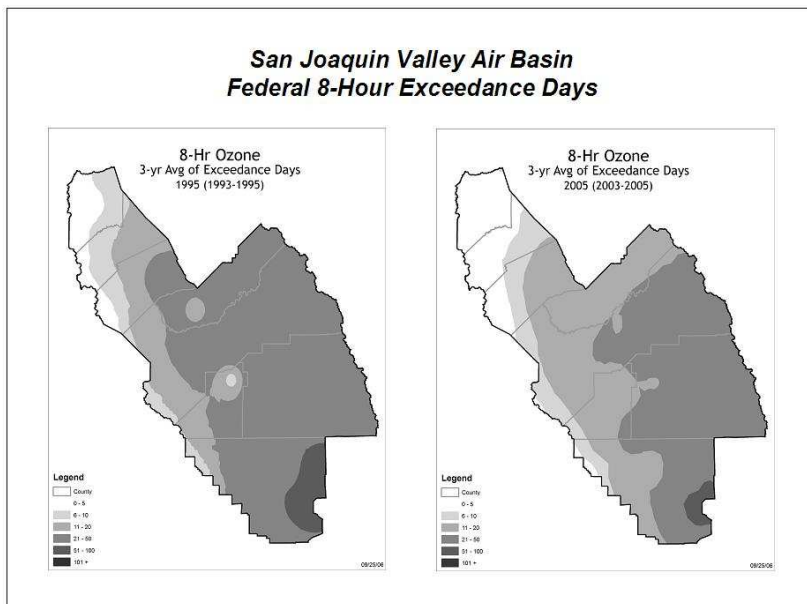 San Joaquin Valley Air Basin
Federal 8-Hour Exceedance Days
8-Hr Ozone
3-yr Avg of Exceedance Days
1995 (1993-1995)
Legend
County
0 - 5
6 - 10
11 - 20
21 - 50
51 - 100
101 +
09/25/06
8-Hr Ozone
3-yr Avg of Exceedance Days
2005 (2003-2005)
Legend
County
0 - 5
6 - 10
11 - 20
21 - 50
51 - 100
101 +
09/25/06